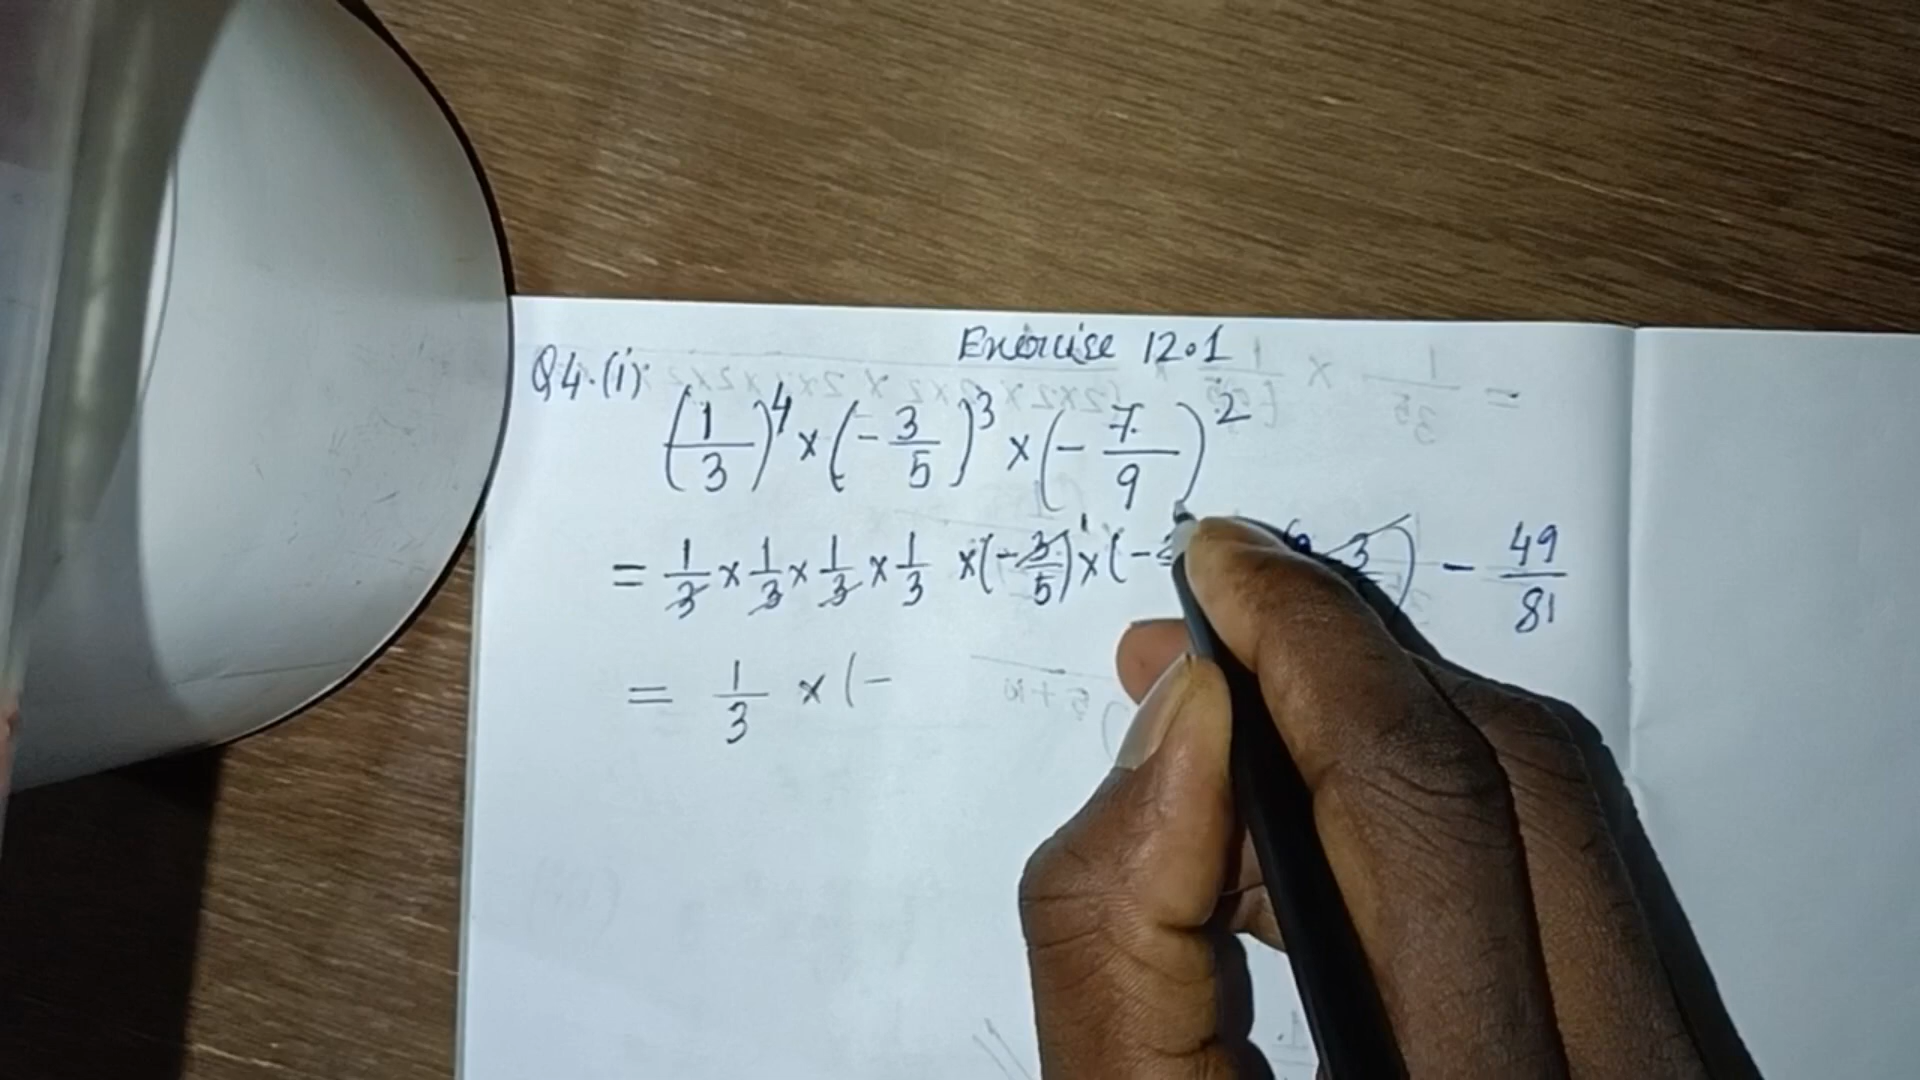 Exercise 12.1
Q4.(i)
(1/3)^4 × (- 3/5)^3 × (- 7/9)^2
= 1/3 × 1/3 × 1/3 × 1/3 × (- 3/5) × (- 3) - 49/81
= 1/3 × (-